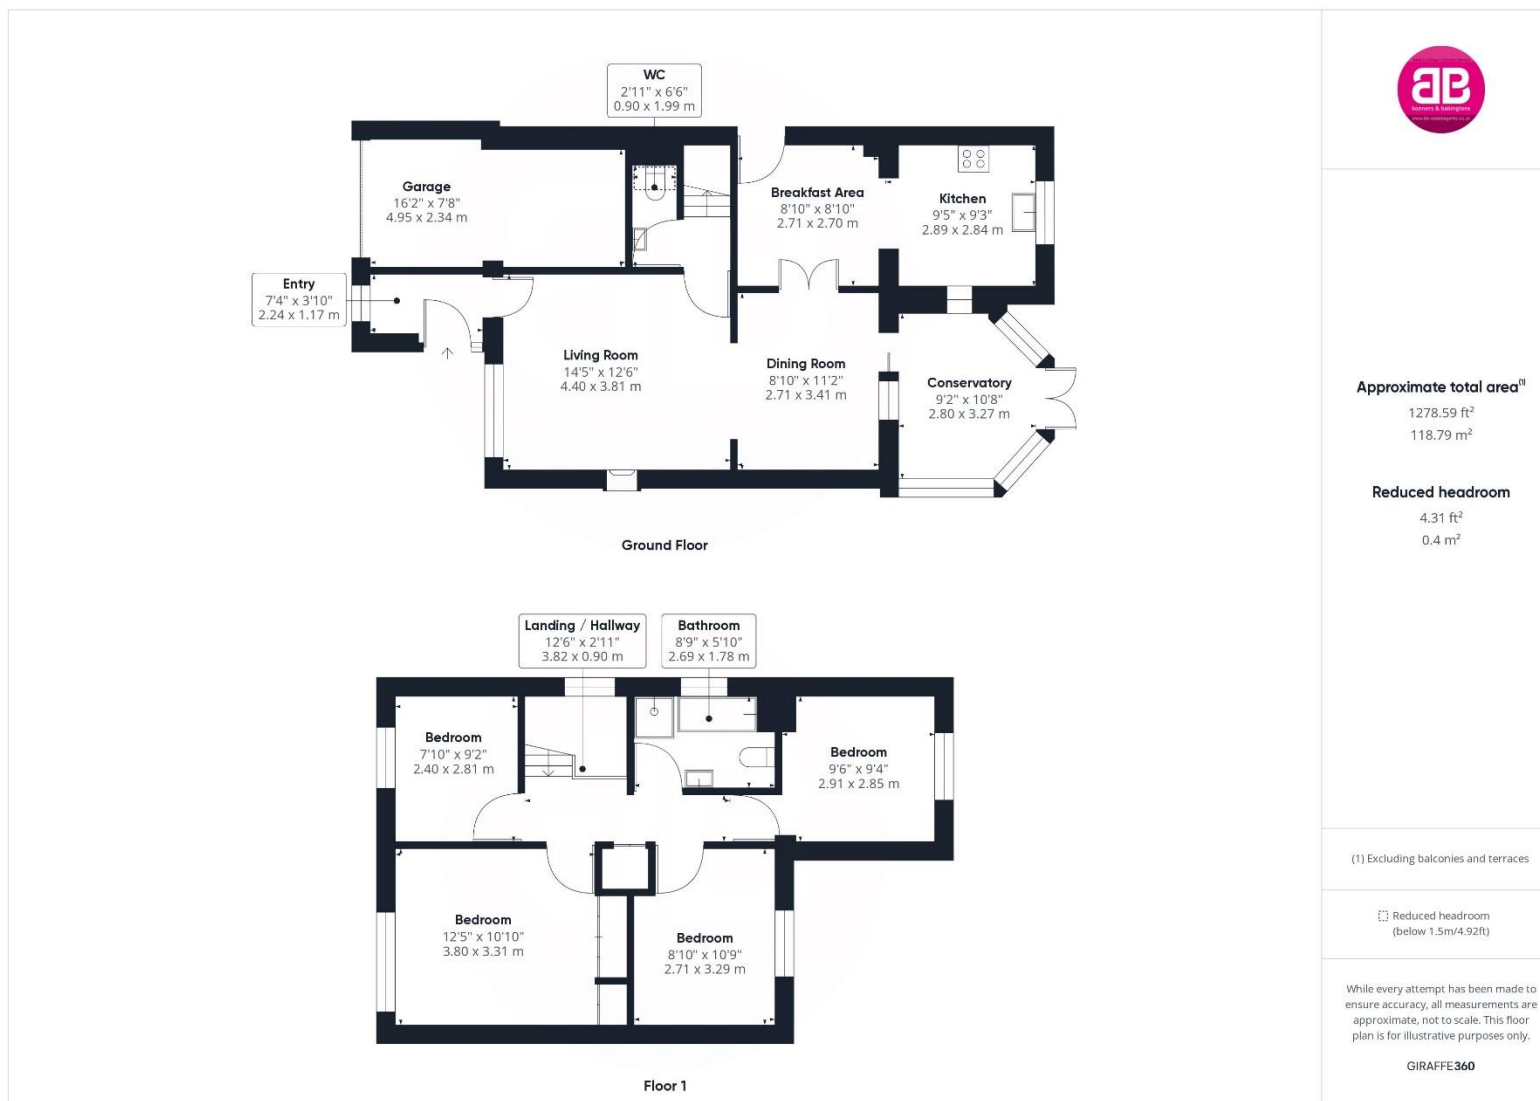 WC
2'11" x 6'6"
0.90 x 1.99 m
Garage
16'2" x 7'8"
4.95 x 2.34 m
Breakfast Area
8'10" x 8'10"
2.71 x 2.70 m
Kitchen
9'5" x 9'3"
2.89 x 2.84 m
Entry
7'4" x 3'10"
2.24 x 1.17 m
Living Room
14'5" x 12'6"
4.40 x 3.81 m
Dining Room
8'10" x 11'2"
2.71 x 3.41 m
Conservatory
9'2" x 10'8"
2.80 x 3.27 m
Ground Floor
Landing / Hallway
12'6" x 2'11"
3.82 x 0.90 m
Bathroom
8'9" x 5'10"
2.69 x 1.78 m
Bedroom
7'10" x 9'2"
2.40 x 2.81 m
Bedroom
9'6" x 9'4"
2.91 x 2.85 m
Bedroom
12'5" x 10'10"
3.80 x 3.31 m
Bedroom
8'10" x 10'9"
2.71 x 3.29 m
Floor 1
BB
bonners & babingtons
Approximate total area(1)
1278.59 ft²
118.79 m²
Reduced headroom
4.31 ft²
0.4 m²
(1) Excluding balconies and terraces
Reduced headroom
(below 1.5m/4.92ft)
While every attempt has been made to
ensure accuracy, all measurements are
approximate, not to scale. This floor
plan is for illustrative purposes only.
GIRAFFE360